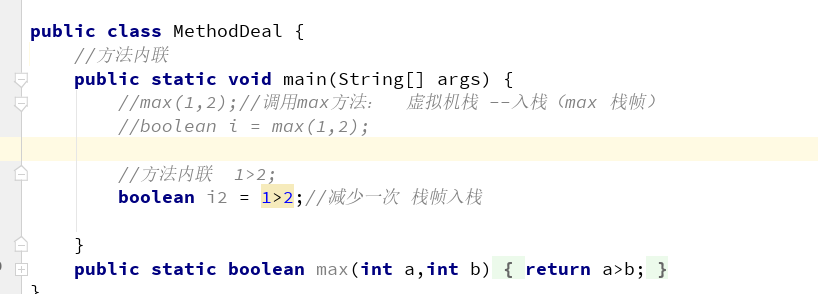 public class MethodDeal {
//方法内联
public static void main(String[] args) {
//max(1,2);//调用max方法： 虚拟机栈 --入栈（max 栈帧）
//boolean i = max(1,2);
//方法内联 1>2;
boolean i2 = 1>2;//减少一次 栈帧入栈
}
public static boolean max(int a,int b) { return a>b; }
}